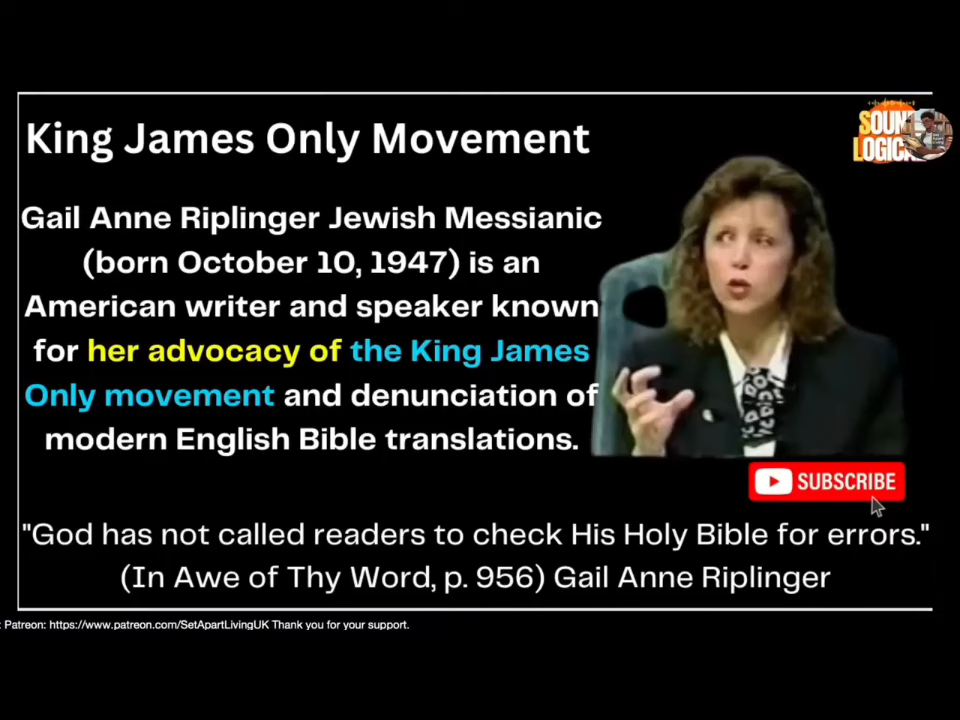 King James Only Movement
SOUND
LOGICAL
Gail Anne Riplinger Jewish Messianic
(born October 10, 1947) is an
American writer and speaker known
for her advocacy of the King James
Only movement and denunciation of
modern English Bible translations.
SUBSCRIBE
"God has not called readers to check His Holy Bible for errors."
(In Awe of Thy Word, p. 956) Gail Anne Riplinger
: Patreon: https://www.patreon.com/SetApartLivingUK Thank you for your support.